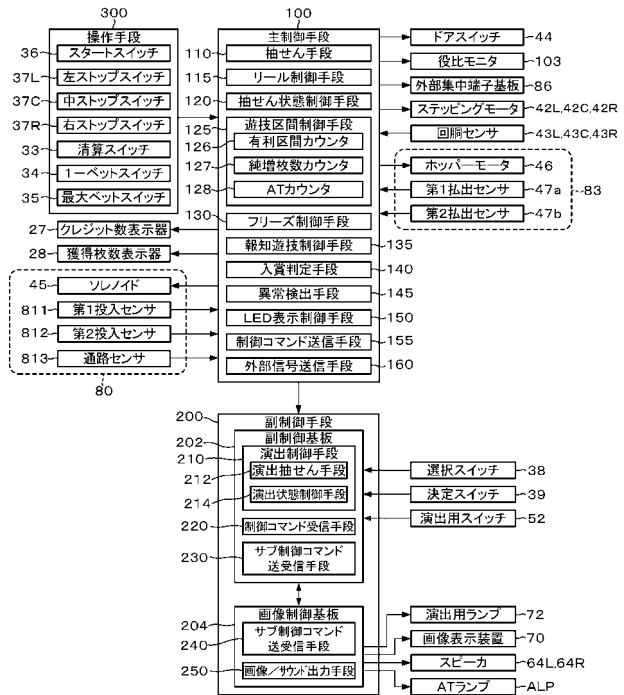 300
操作手段
36 スタートスイッチ
37L 左ストップスイッチ
37C 中ストップスイッチ
37R 右ストップスイッチ
33 清算スイッチ
34 1ーベットスイッチ
35 最大ベットスイッチ
27 クレジット数表示器
28 獲得枚数表示器
45 ソレノイド
811 第1投入センサ
812 第2投入センサ
813 通路センサ
80
100
主制御手段
110 抽せん手段
115 リール制御手段
120 抽せん状態制御手段
125 遊技区間制御手段
126 有利区間カウンタ
127 純増枚数カウンタ
128 ATカウンタ
130 フリーズ制御手段
報知遊技制御手段 135
入賞判定手段 140
異常検出手段 145
LED表示制御手段 150
制御コマンド送信手段 155
外部信号送信手段 160
ドアスイッチ 44
役比モニタ 103
外部集中端子基板 86
ステッピングモータ 42L,42C,42R
回胴センサ 43L,43C,43R
ホッパーモータ 46
第1払出センサ 47a
第2払出センサ 47b
83
200 副制御手段
202 副制御基板
210 演出制御手段
212 演出抽せん手段
214 演出状態制御手段
220 制御コマンド受信手段
230 サブ制御コマンド
送受信手段
選択スイッチ 38
決定スイッチ 39
演出用スイッチ 52
204 画像制御基板
240 サブ制御コマンド
送受信手段
250 画像/サウンド出力手段
演出用ランプ 72
画像表示装置 70
スピーカ 64L,64R
ATランプ ALP